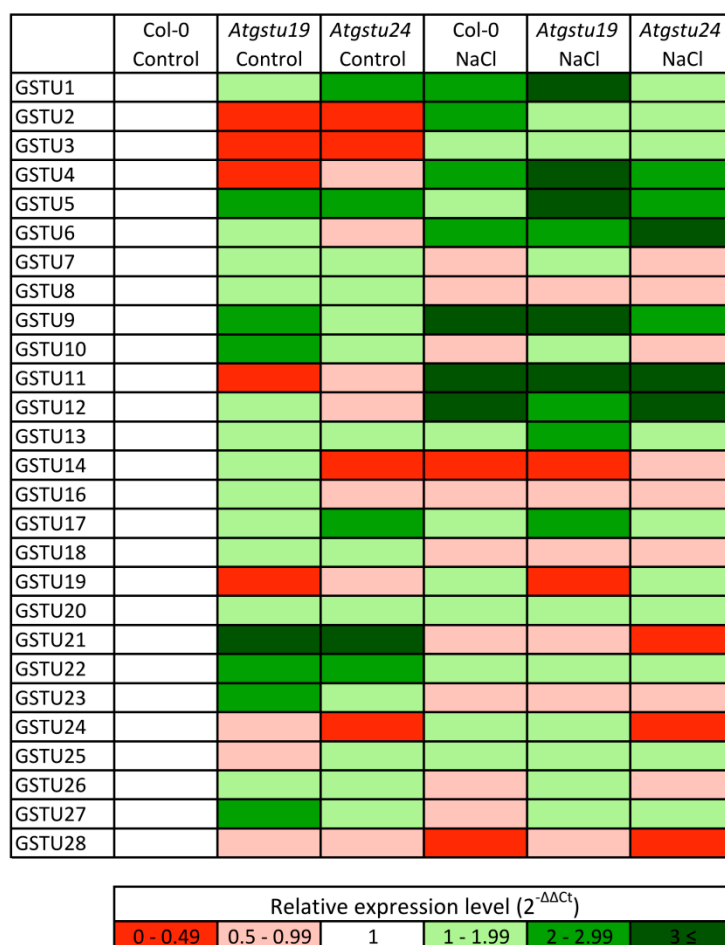 Col-0 Atgstu19 Atgstu24 Col-0 Atgstu19 Atgstu24
Control Control Control NaCl NaCl NaCl
GSTU1
GSTU2
GSTU3
GSTU4
GSTU5
GSTU6
GSTU7
GSTU8
GSTU9
GSTU10
GSTU11
GSTU12
GSTU13
GSTU14
GSTU16
GSTU17
GSTU18
GSTU19
GSTU20
GSTU21
GSTU22
GSTU23
GSTU24
GSTU25
GSTU26
GSTU27
GSTU28
Relative expression level (2^-ΔΔCt)
0 - 0.49 0.5 - 0.99 1 1 - 1.99 2 - 2.99 3 ≤